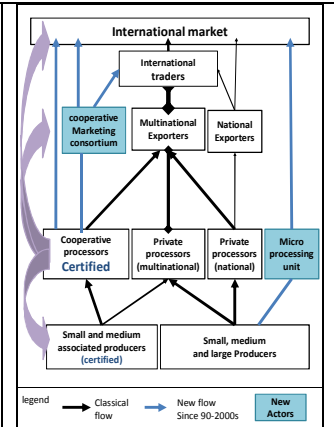 International market
International
traders
cooperative
Marketing
consortium
Multinational
Exporters
National
Exporters
Cooperative
processors
Certified
Private
processors
(multinational)
Private
processors
(national)
Micro
processing
unit
Small and medium
associated producers
(certified)
Small, medium
and large Producers
legend
Classical
flow
New flow
Since 90-2000s
New
Actors